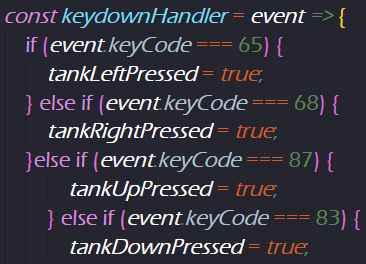 const keydownHandler = event => {
if (event.keyCode === 65) {
tankLeftPressed = true;
} else if (event.keyCode === 68) {
tankRightPressed = true;
}else if (event.keyCode === 87) {
tankUpPressed = true;
} else if (event.keyCode === 83) {
tankDownPressed = true;